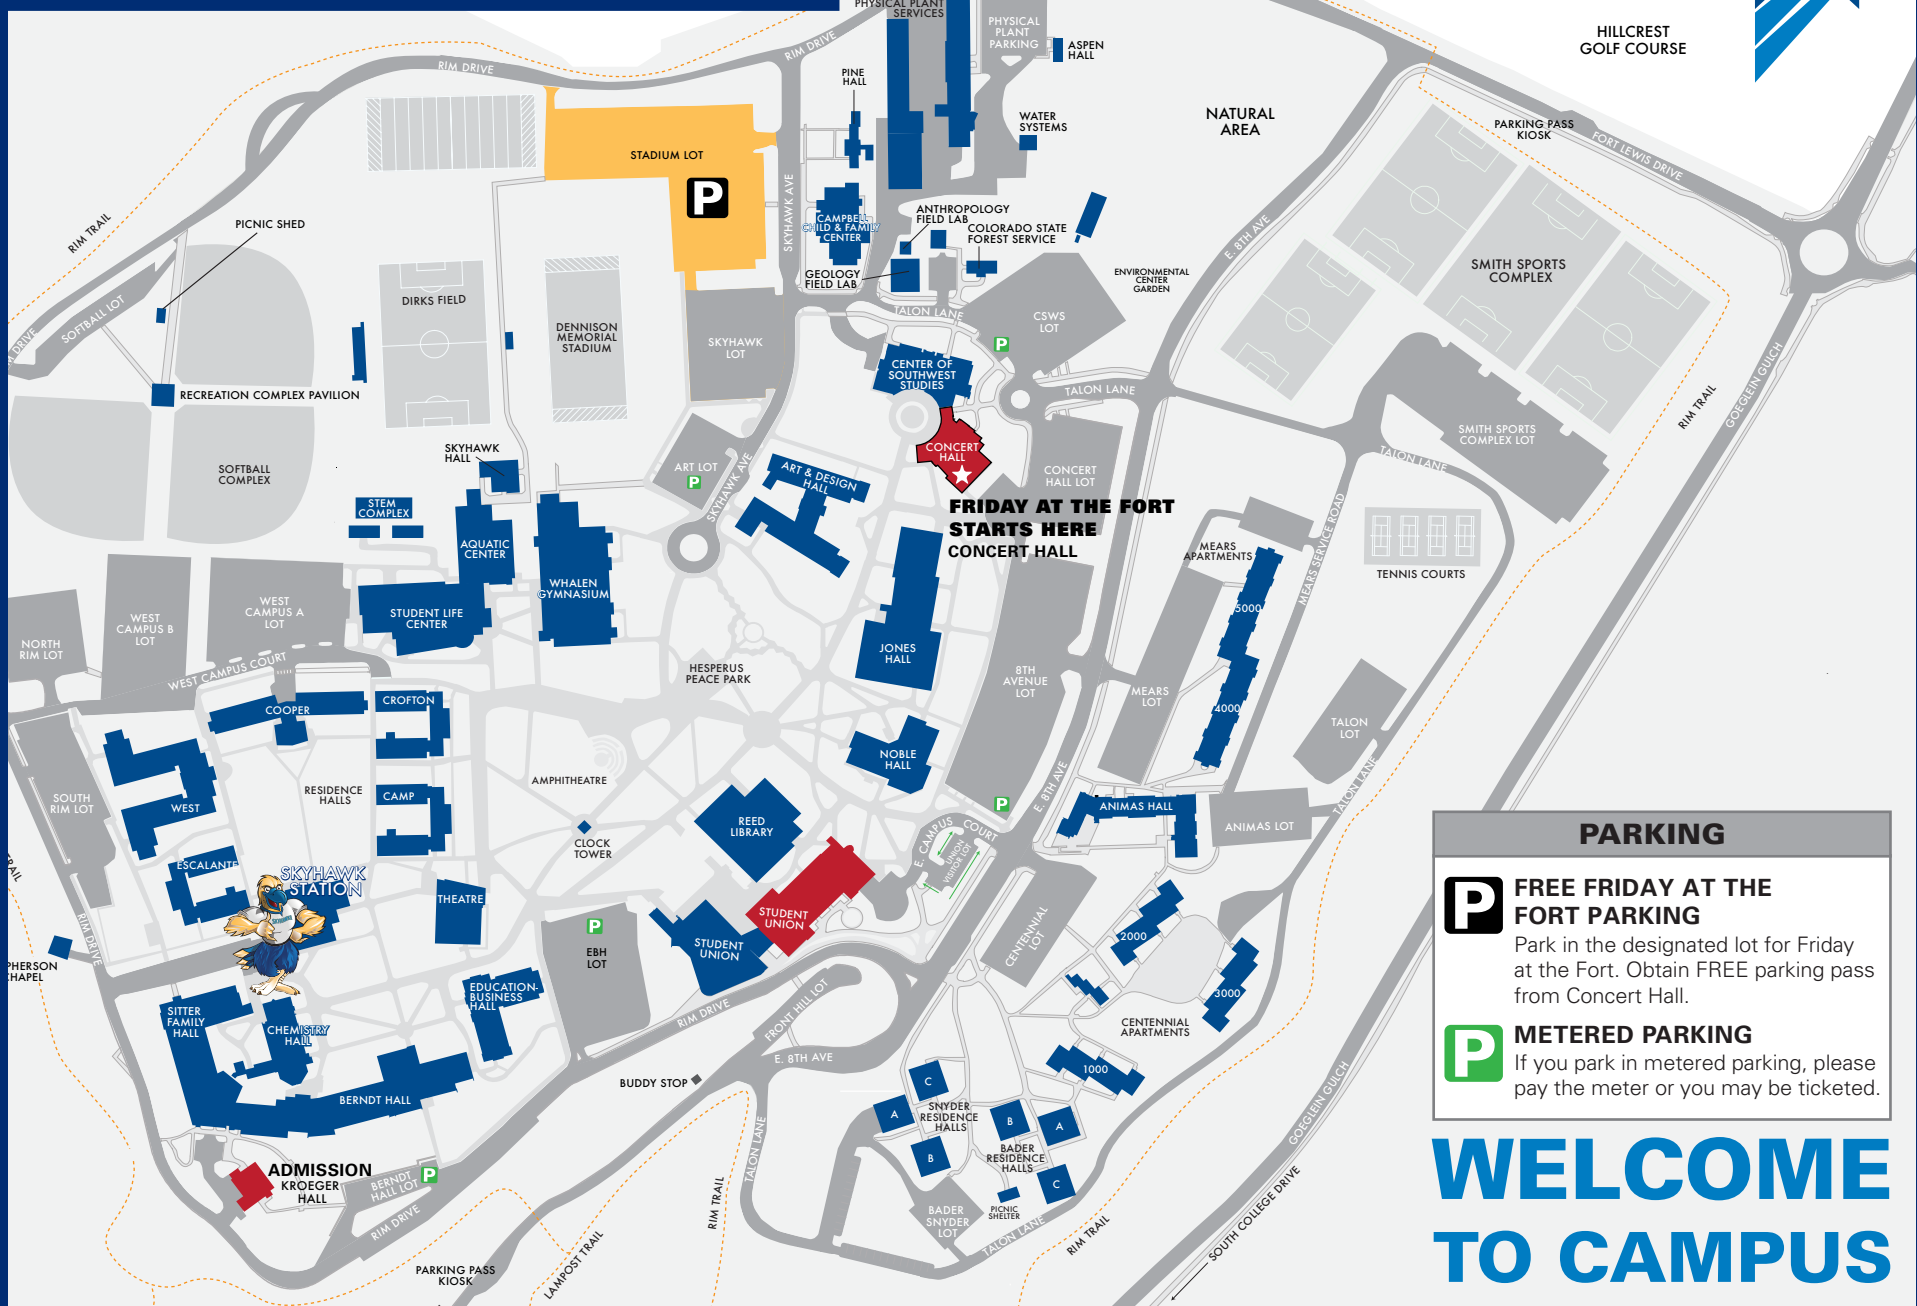 PHYSICAL PLANT
SERVICES
PHYSICAL
PLANT
PARKING
ASPEN
HALL
HILLCREST
GOLF COURSE
RIM DRIVE
RIM DRIVE
PINE
HALL
WATER
SYSTEMS
NATURAL
AREA
PARKING PASS
KIOSK
FORT LEWIS DRIVE
STADIUM LOT
P
SKYHAWK AVE
RIM TRAIL
PICNIC SHED
CAMPBELL
CHILD & FAMILY
CENTER
ANTHROPOLOGY
FIELD LAB
COLORADO STATE
FOREST SERVICE
GEOLOGY
FIELD LAB
ENVIRONMENTAL
CENTER
GARDEN
E. 8TH AVE
SMITH SPORTS
COMPLEX
SOFTBALL LOT
DRIVE
DIRKS FIELD
DENNISON
MEMORIAL
STADIUM
SKYHAWK
LOT
TALON LANE
CSWS
LOT
P
CENTER OF
SOUTHWEST
STUDIES
TALON LANE
GOEGLEIN GULCH
RIM TRAIL
RECREATION COMPLEX PAVILION
SMITH SPORTS
COMPLEX LOT
TALON LANE
SKYHAWK
HALL
SOFTBALL
COMPLEX
ART LOT
P
SKYHAWK AVE
ART & DESIGN
HALL
CONCERT
HALL
CONCERT
HALL LOT
FRIDAY AT THE FORT
STARTS HERE
CONCERT HALL
STEM
COMPLEX
AQUATIC
CENTER
WHALEN
GYMNASIUM
MEARS
APARTMENTS
MEARS SERVICE ROAD
TENNIS COURTS
5000
4000
NORTH
RIM LOT
WEST
CAMPUS B
LOT
WEST
CAMPUS A
LOT
STUDENT LIFE
CENTER
WEST CAMPUS COURT
HESPERUS
PEACE PARK
JONES
HALL
8TH
AVENUE
LOT
MEARS
LOT
TALON
LOT
COOPER
CROFTON
NOBLE
HALL
AMPHITHEATRE
SOUTH
RIM LOT
WEST
RESIDENCE
HALLS
CAMP
REED
LIBRARY
CLOCK
TOWER
P
E. 8TH AVE
ANIMAS HALL
ANIMAS LOT
TALON LANE
E. CAMPUS COURT
UNION
VISITOR LOT
ESCALANTE
SKYHAWK
STATION
THEATRE
P
EBH
LOT
STUDENT
UNION
STUDENT
UNION
CENTENNIAL
LOT
2000
3000
CENTENNIAL
APARTMENTS
1000
TRAIL
RIM DRIVE
PHERSON
CHAPEL
SITTER
FAMILY
HALL
CHEMISTRY
HALL
EDUCATION-
BUSINESS
HALL
BERNDT HALL
RIM DRIVE
FRONT HILL LOT
E. 8TH AVE
BUDDY STOP
C
A
B
SNYDER
RESIDENCE
HALLS
B
A
C
BADER
RESIDENCE
HALLS
PICNIC
SHELTER
BADER
SNYDER
LOT
TALON LANE
TALON LANE
RIM TRAIL
RIM TRAIL
GOEGLEIN GULCH
SOUTH COLLEGE DRIVE
ADMISSION
KROEGER
HALL
BERNDT
HALL LOT
P
RIM DRIVE
PARKING PASS
KIOSK
LAMPOST TRAIL
PARKING
P
FREE FRIDAY AT THE
FORT PARKING
Park in the designated lot for Friday
at the Fort. Obtain FREE parking pass
from Concert Hall.
P
METERED PARKING
If you park in metered parking, please
pay the meter or you may be ticketed.
WELCOME
TO CAMPUS